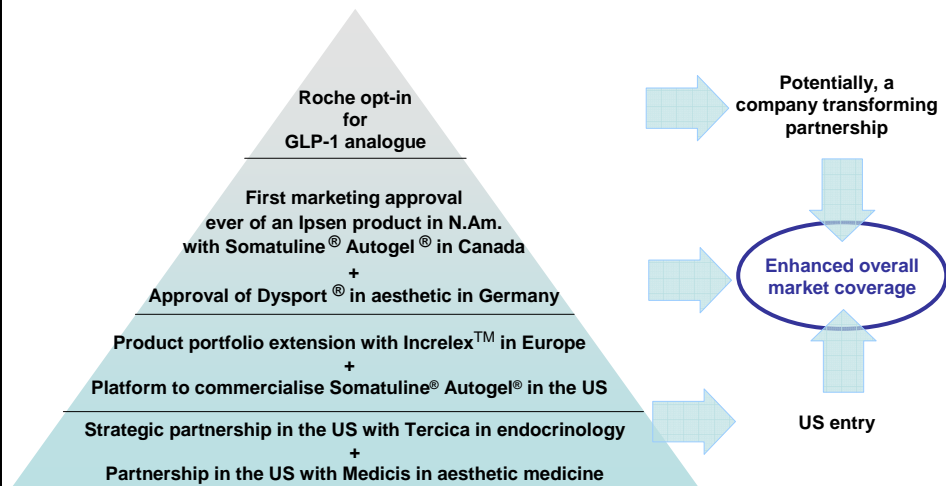 Roche opt-in
for
GLP-1 analogue
Potentially, a
company transforming
partnership
First marketing approval
ever of an Ipsen product in N.Am.
with Somatuline ® Autogel ® in Canada
+
Approval of Dysport ® in aesthetic in Germany
Enhanced overall
market coverage
Product portfolio extension with Increlex™ in Europe
+
Platform to commercialise Somatuline® Autogel® in the US
Strategic partnership in the US with Tercica in endocrinology
+
Partnership in the US with Medicis in aesthetic medicine
US entry